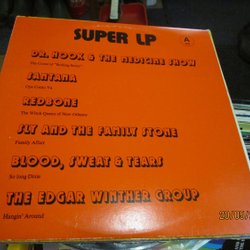 SUPER LP
A
DR. HOOK & THE MEDICINE SHOW
The Cover of "Rolling Stone"
SANTANA
Oye Como Va
REDBONE
The Witch Queen of New Orleans
SLY AND THE FAMILY STONE
Family Affair
BLOOD, SWEAT & TEARS
So long Dixie
THE EDGAR WINTHER GROUP
Hangin' Around